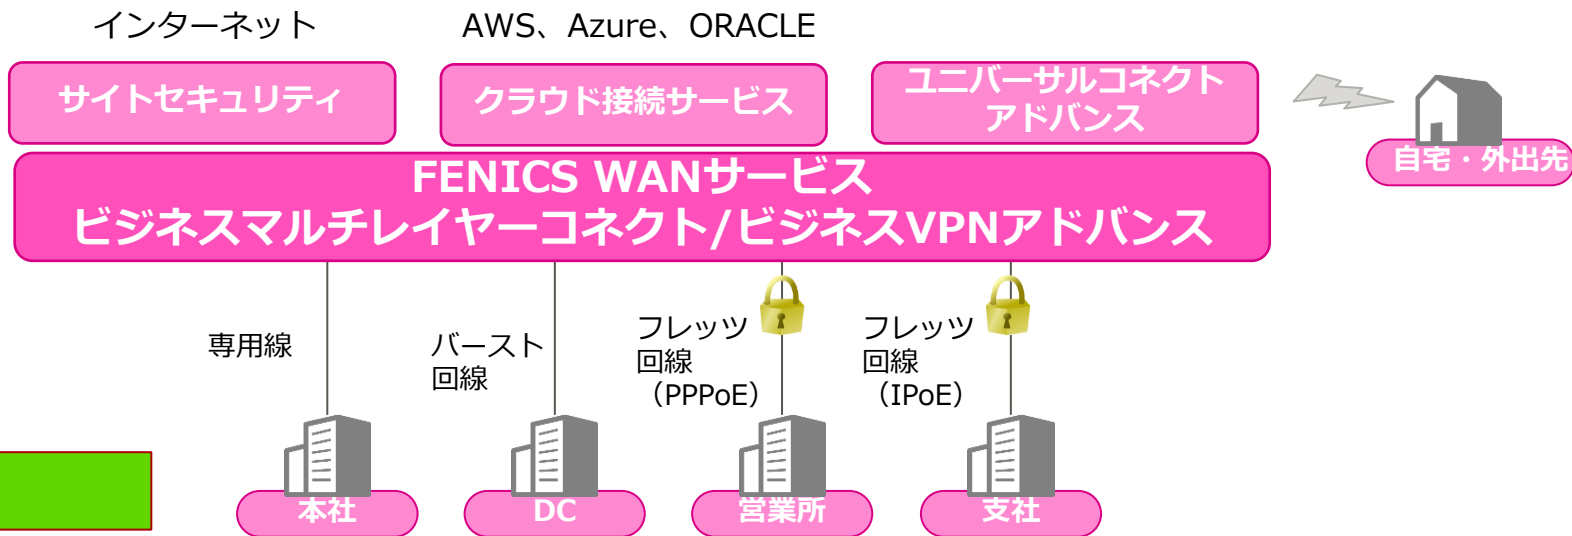 インターネット
AWS、Azure、ORACLE
サイトセキュリティ
クラウド接続サービス
ユニバーサルコネクト
アドバンス
自宅・外出先
FENICS WANサービス
ビジネスマルチレイヤーコネクト/ビジネスVPNアドバンス
専用線
バースト
回線
フレッツ
回線
（PPPoE）
フレッツ
回線
（IPoE）
本社
DC
営業所
支社